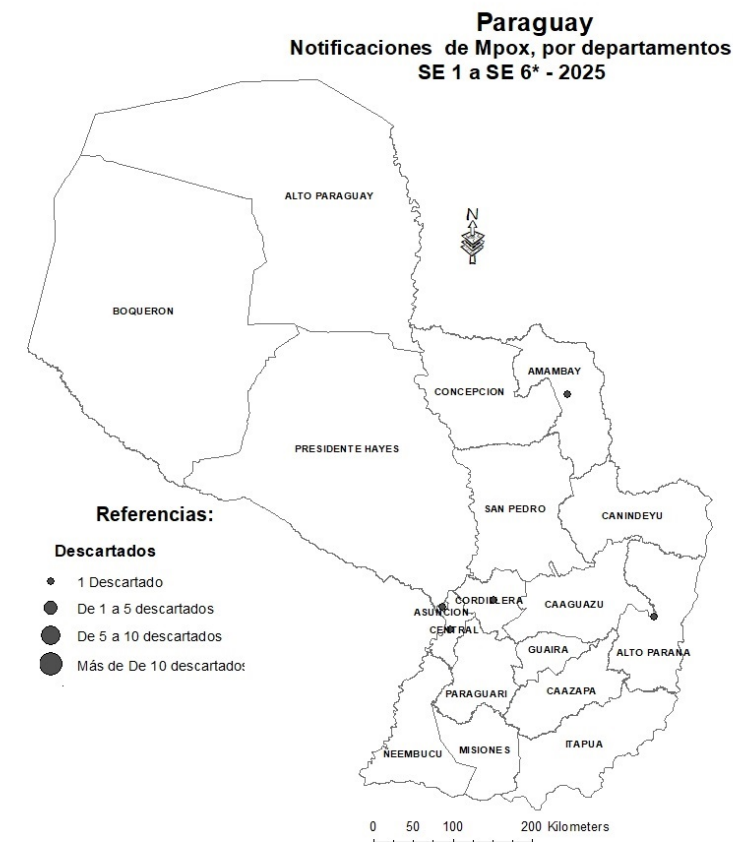 Paraguay
Notificaciones de Mpox, por departamentos
SE 1 a SE 6* - 2025
ALTO PARAGUAY
N
BOQUERON
AMAMBAY
CONCEPCION
PRESIDENTE HAYES
SAN PEDRO
CANINDEYU
Referencias:
Descartados
1 Descartado
De 1 a 5 descartados
De 5 a 10 descartados
Más de De 10 descartados
CORDILLERA
ASUNCION
CAAGUAZU
CENTRAL
GUAIRA
ALTO PARANA
PARAGUARI
CAAZAPA
NEEMBUCU
MISIONES
ITAPUA
0 50 100 200 Kilometers